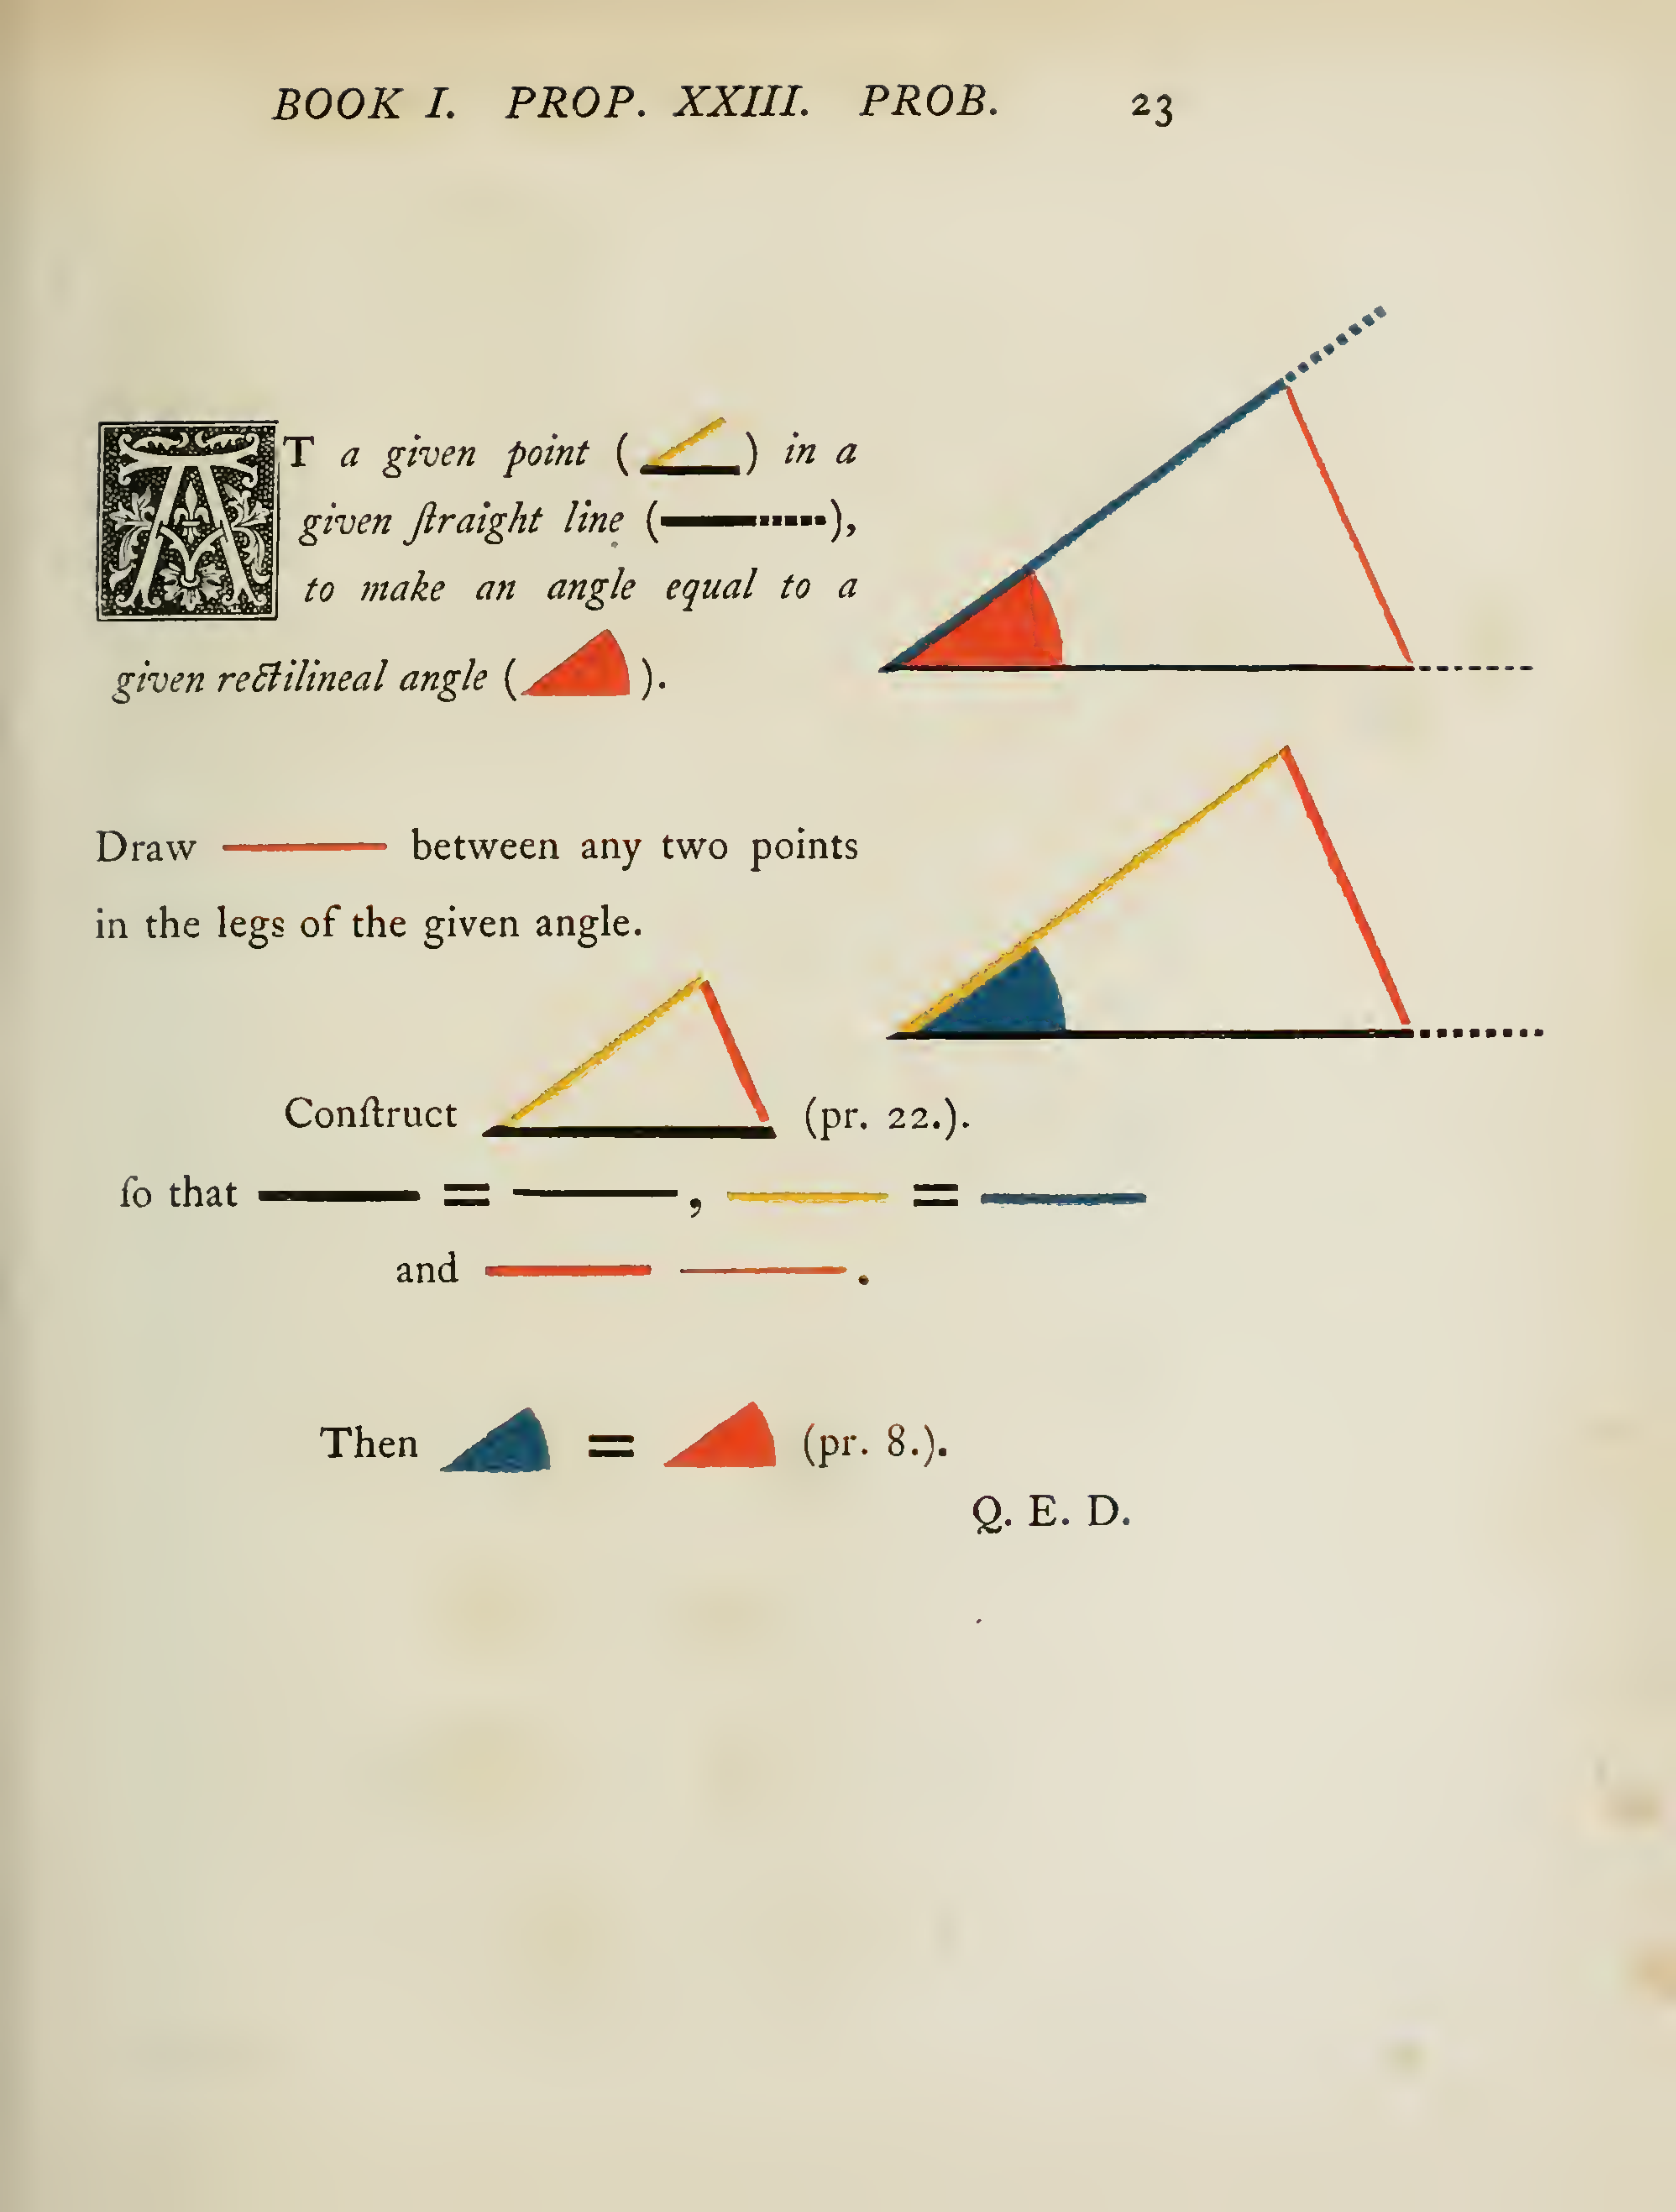 BOOK I. PROP. XXIII. PROB. 23
AT a given point ( ) in a
given ſtraight line ( ),
to make an angle equal to a
given rectilineal angle ( ).
Draw between any two points
in the legs of the given angle.
Conſtruct (pr. 22.).
ſo that = , =
and .
Then = (pr. 8.).
Q. E. D.